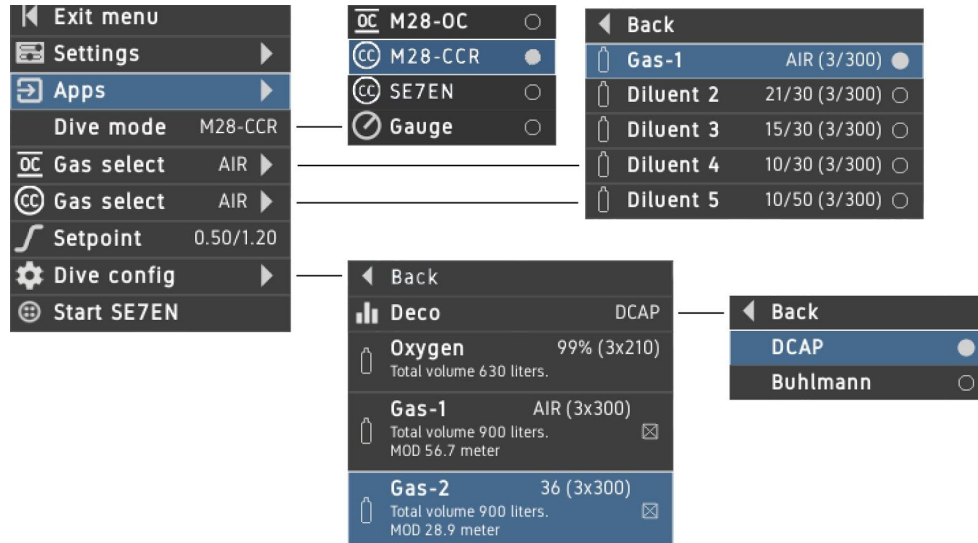 Exit menu
Settings
Apps
Dive mode M28-CCR
OC Gas select AIR
CC Gas select AIR
Setpoint 0.50/1.20
Dive config
Start SE7EN
OC M28-OC
CC M28-CCR
CC SE7EN
Gauge
Back
Gas-1 AIR (3/300)
Diluent 2 21/30 (3/300)
Diluent 3 15/30 (3/300)
Diluent 4 10/30 (3/300)
Diluent 5 10/50 (3/300)
Back
Deco DCAP
Oxygen 99% (3x210)
Total volume 630 liters.
Gas-1 AIR (3x300)
Total volume 900 liters.
MOD 56.7 meter
Gas-2 36 (3x300)
Total volume 900 liters.
MOD 28.9 meter
Back
DCAP
Buhlmann